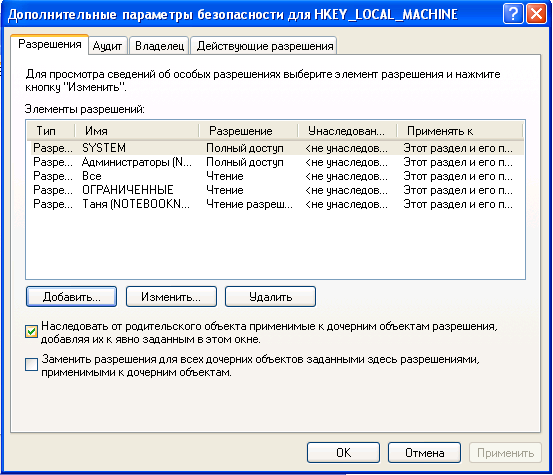 Дополнительные параметры безопасности для HKEY_LOCAL_MACHINE
Разрешения Аудит Владелец Действующие разрешения
Для просмотра сведений об особых разрешениях выберите элемент разрешения и нажмите
кнопку "Изменить".
Элементы разрешений:
Тип Имя Разрешение Унаследован... Применять к
Разре... SYSTEM Полный доступ <не унаследов... Этот раздел и его п...
Разре... Администраторы (N... Полный доступ <не унаследов... Этот раздел и его п...
Разре... Все Чтение <не унаследов... Этот раздел и его п...
Разре... ОГРАНИЧЕННЫЕ Чтение <не унаследов... Этот раздел и его п...
Разре... Таня (NOTEBOOKN... Чтение разреш... <не унаследов... Этот раздел и его п...
Добавить... Изменить... Удалить
Наследовать от родительского объекта применимые к дочерним объектам разрешения,
добавляя их к явно заданным в этом окне.
Заменить разрешения для всех дочерних объектов заданными здесь разрешениями,
применимыми к дочерним объектам.
OK Отмена Применить